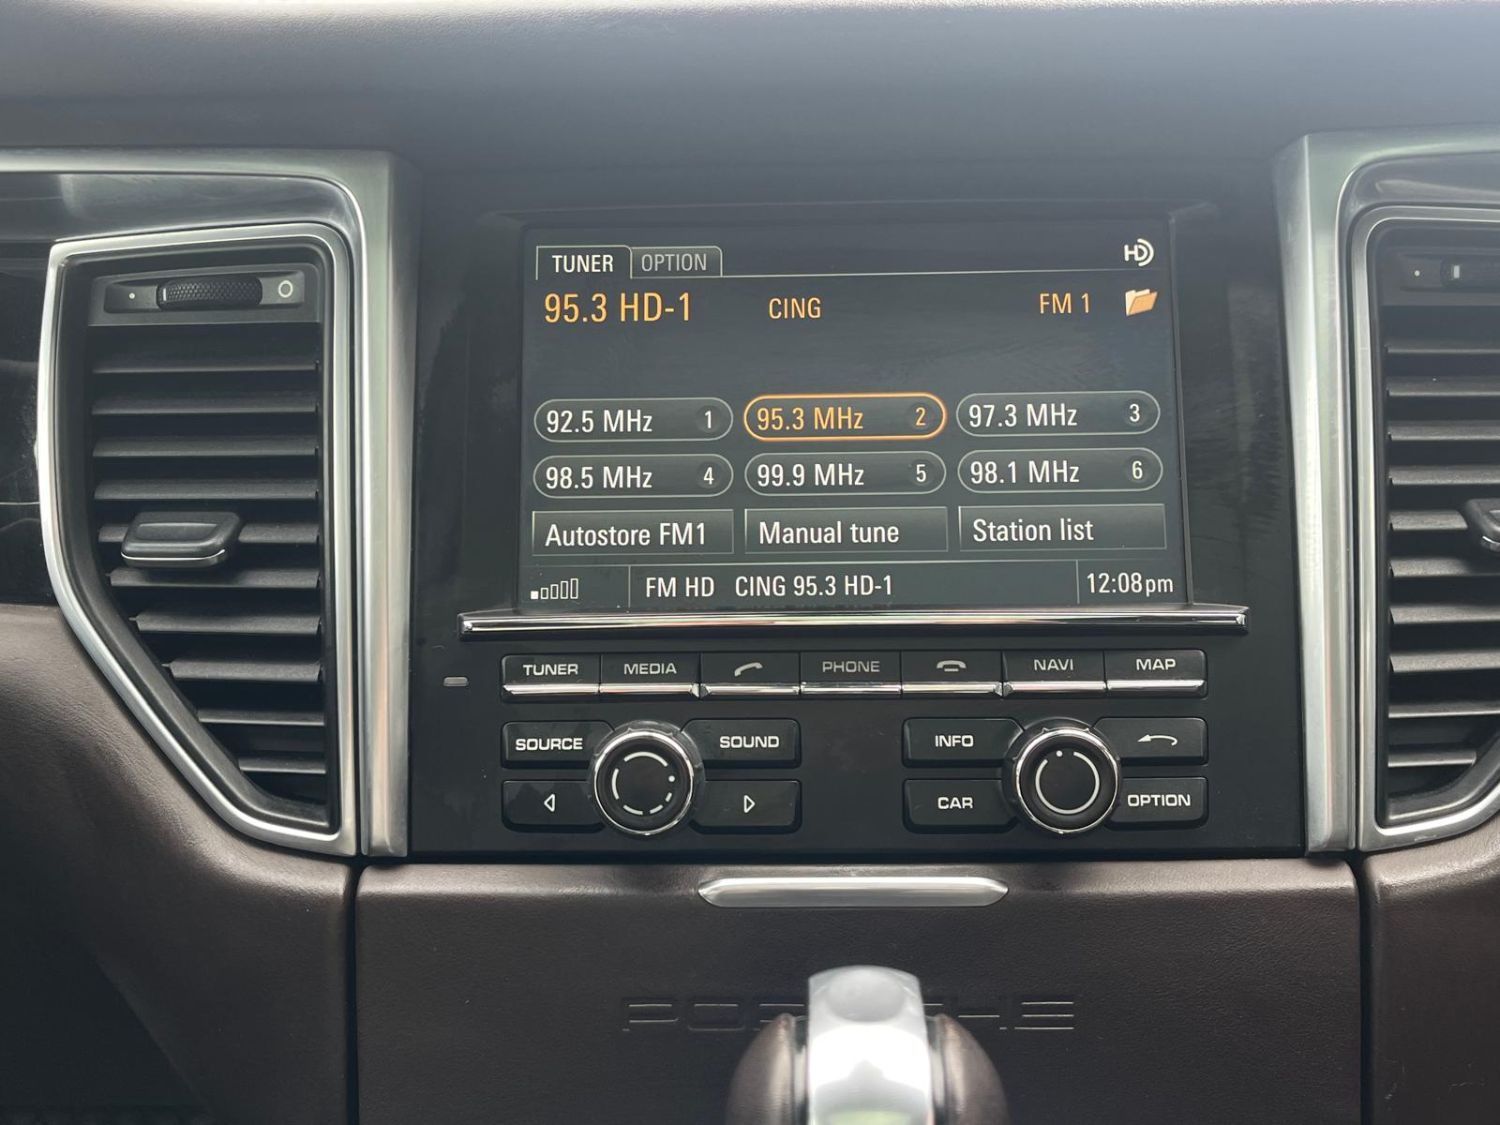 TUNER OPTION HD
95.3 HD-1 CING FM 1
92.5 MHz 1 95.3 MHz 2 97.3 MHz 3
98.5 MHz 4 99.9 MHz 5 98.1 MHz 6
Autostore FM1 Manual tune Station list
FM HD CING 95.3 HD-1 12:08pm
TUNER MEDIA PHONE NAVI MAP
SOURCE SOUND INFO
CAR OPTION
PORSCHE